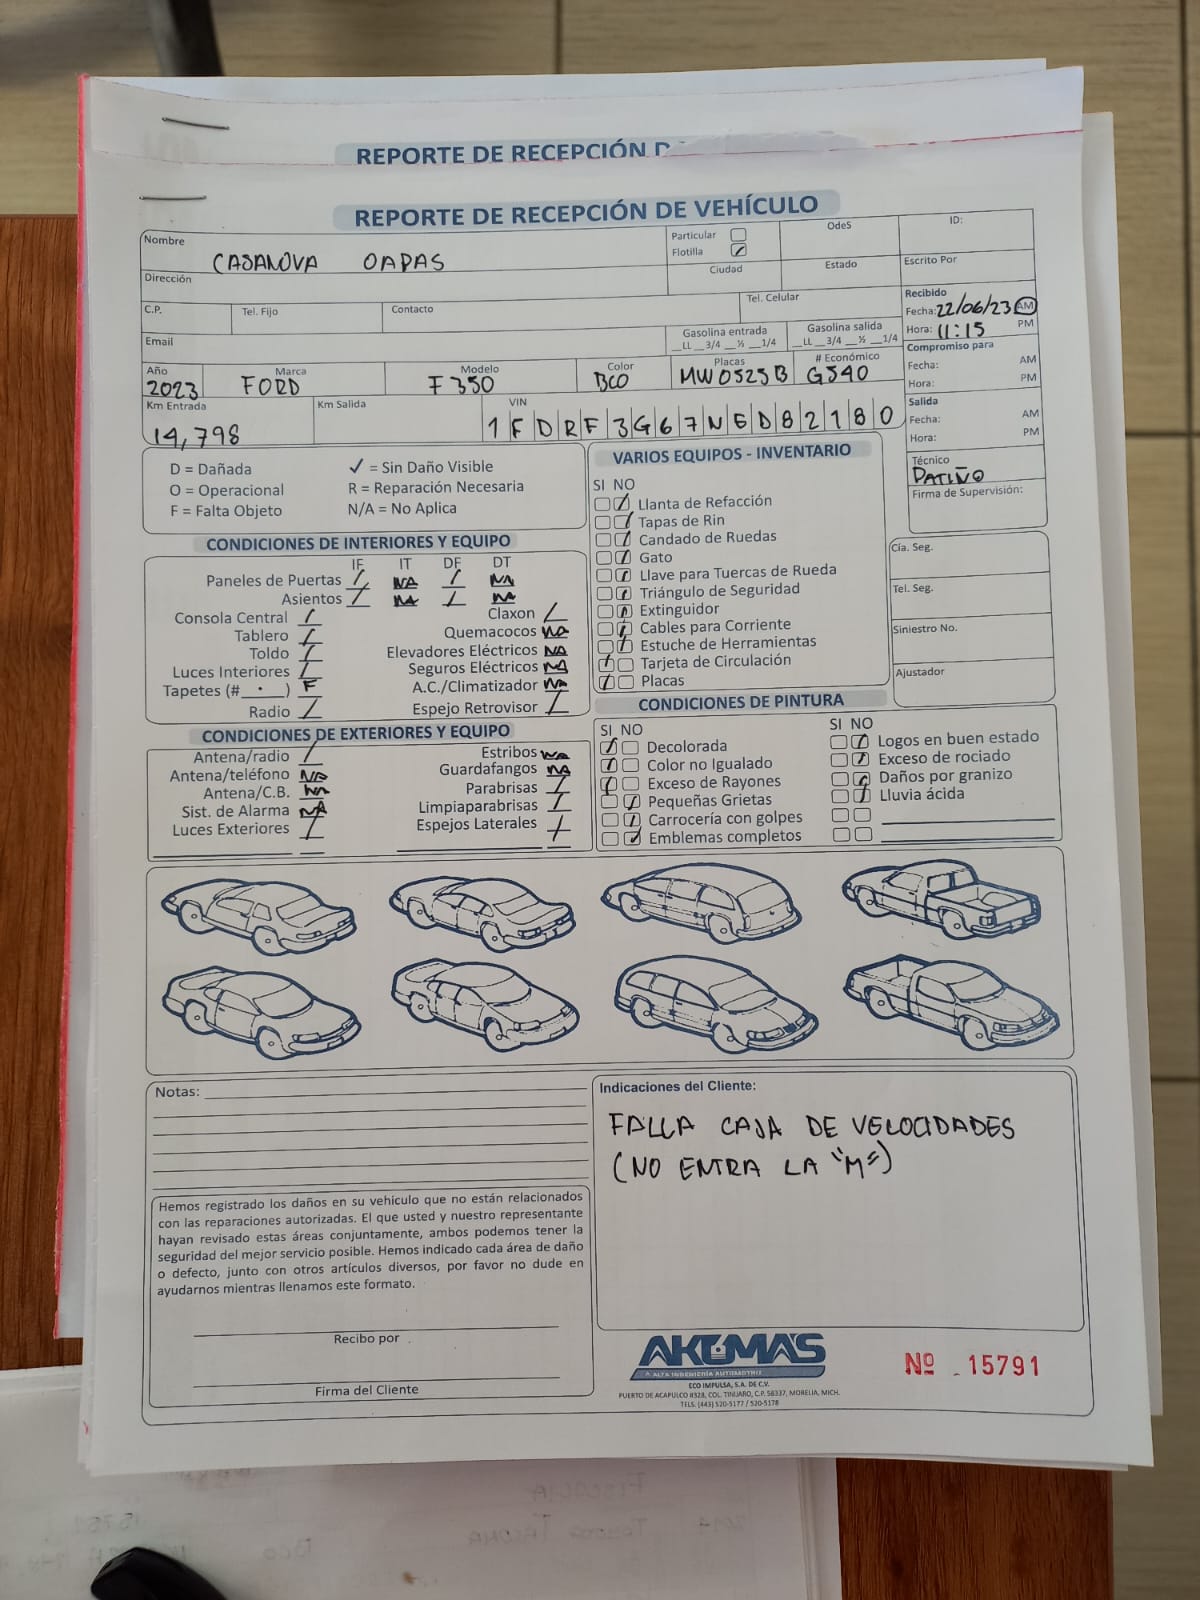 REPORTE DE RECEPCIÓN D
REPORTE DE RECEPCIÓN DE VEHÍCULO
Nombre CASANOVA OAPAS
Particular
Flotilla ✓
OdeS
ID:
Dirección
Ciudad
Estado
Escrito Por
C.P.
Tel. Fijo
Contacto
Tel. Celular
Recibido
Fecha: 22/06/23 AM
Hora: 11:15 PM
Email
Gasolina entrada
_LL _3/4 _½ _1/4
Gasolina salida
_LL _3/4 _½ _1/4
Compromiso para
Fecha: AM
Hora: PM
Año 2023
Marca FORD
Modelo F350
Color BCO
Placas MW0525B
# Económico G540
Km Entrada 14,798
Km Salida
VIN 1FDRF3G67NED82180
Salida
Fecha: AM
Hora: PM
Técnico
PATIÑO
Firma de Supervisión:
D = Dañada
✓ = Sin Daño Visible
O = Operacional
R = Reparación Necesaria
F = Falta Objeto
N/A = No Aplica
CONDICIONES DE INTERIORES Y EQUIPO
IF IT DF DT
Paneles de Puertas / NA / NA
Asientos / NA / NA
Consola Central /
Claxon /
Tablero /
Quemacocos NA
Toldo /
Elevadores Eléctricos NA
Luces Interiores /
Seguros Eléctricos NA
Tapetes (# ) F
A.C./Climatizador NA
Radio /
Espejo Retrovisor /
CONDICIONES DE EXTERIORES Y EQUIPO
Antena/radio /
Estribos NA
Antena/teléfono NA
Guardafangos NA
Antena/C.B. NA
Parabrisas /
Sist. de Alarma NA
Limpiaparabrisas /
Luces Exteriores /
Espejos Laterales /
VARIOS EQUIPOS - INVENTARIO
SI NO
Llanta de Refacción
Tapas de Rin
Candado de Ruedas
Gato
Llave para Tuercas de Rueda
Triángulo de Seguridad
Extinguidor
Cables para Corriente
Estuche de Herramientas
Tarjeta de Circulación
Placas
Cía. Seg.
Tel. Seg.
Siniestro No.
Ajustador
CONDICIONES DE PINTURA
SI NO
Decolorada
Color no Igualado
Exceso de Rayones
Pequeñas Grietas
Carrocería con golpes
Emblemas completos
SI NO
Logos en buen estado
Exceso de rociado
Daños por granizo
Lluvia ácida
Notas:
Hemos registrado los daños en su vehiculo que no están relacionados
con las reparaciones autorizadas. El que usted y nuestro representante
hayan revisado estas áreas conjuntamente, ambos podemos tener la
seguridad del mejor servicio posible. Hemos indicado cada área de daño
o defecto, junto con otros artículos diversos, por favor no dude en
ayudarnos mientras llenamos este formato.
Recibo por
Firma del Cliente
Indicaciones del Cliente:
FALLA CAJA DE VELOCIDADES
(NO ENTRA LA "M")
AKOMAS
ALTA INGENIERÍA AUTOMOTRIZ
ECO IMPULSA, S.A. DE C.V.
PUERTO DE ACAPULCO #328, COL. TINIJARO, C.P. 58337, MORELIA, MICH.
TELS. (443) 520-5177 / 520-5178
Nº 15791